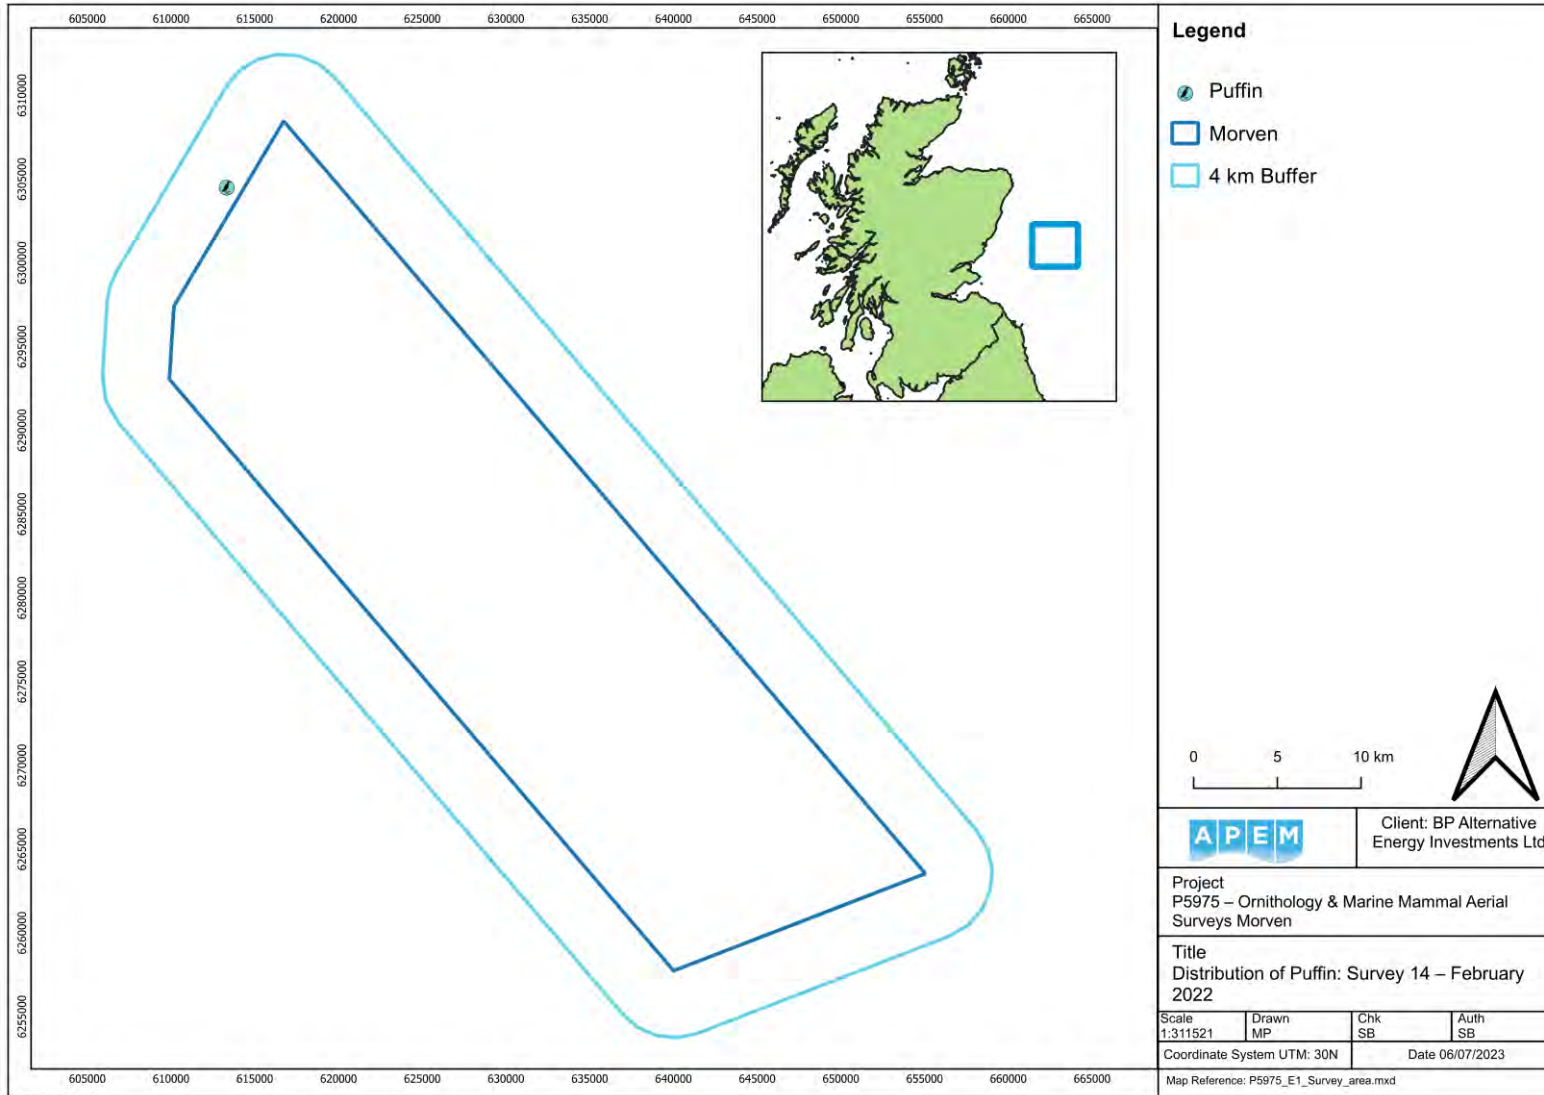 605000 610000 615000 620000 625000 630000 635000 640000 645000 650000 655000 660000 665000
6310000
6305000
6300000
6295000
6290000
6285000
6280000
6275000
6270000
6265000
6260000
6255000
605000 610000 615000 620000 625000 630000 635000 640000 645000 650000 655000 660000 665000
Legend
Puffin
Morven
4 km Buffer
0 5 10 km
APEM
Client: BP Alternative
Energy Investments Ltd
Project
P5975 – Ornithology & Marine Mammal Aerial
Surveys Morven
Title
Distribution of Puffin: Survey 14 – February
2022
Scale Drawn Chk Auth
1:311521 MP SB SB
Coordinate System UTM: 30N Date 06/07/2023
Map Reference: P5975_E1_Survey_area.mxd